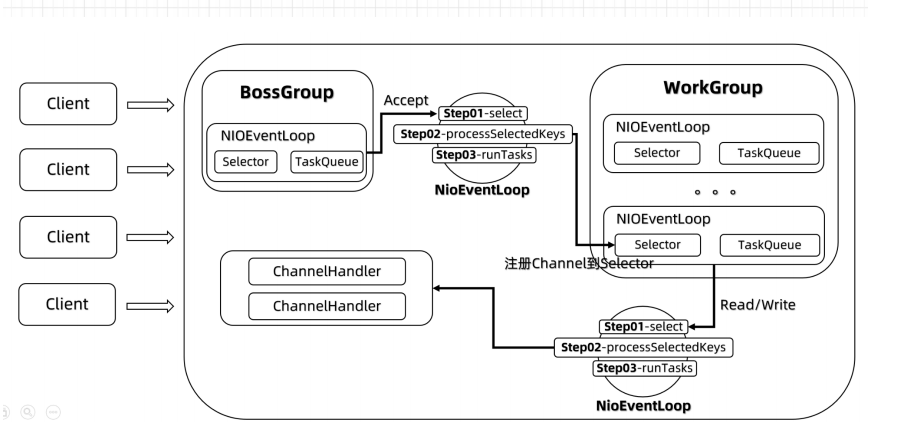 Client
Client
Client
Client
BossGroup
NIOEventLoop
Selector
TaskQueue
Accept
Step01-select
Step02-processSelectedKeys
Step03-runTasks
NioEventLoop
WorkGroup
NIOEventLoop
Selector
TaskQueue
NIOEventLoop
Selector
TaskQueue
注册Channel到Selector
ChannelHandler
ChannelHandler
Read/Write
Step01-select
Step02-processSelectedKeys
Step03-runTasks
NioEventLoop